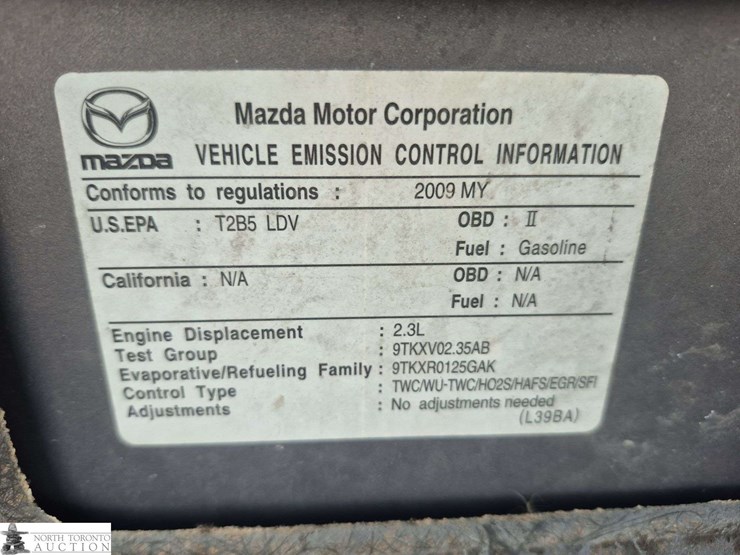 Mazda Motor Corporation
mazda VEHICLE EMISSION CONTROL INFORMATION
Conforms to regulations : 2009 MY
U.S.EPA : T2B5 LDV OBD : II
Fuel : Gasoline
California : N/A OBD : N/A
Fuel : N/A
Engine Displacement : 2.3L
Test Group : 9TKXV02.35AB
Evaporative/Refueling Family : 9TKXR0125GAK
Control Type : TWC/WU-TWC/HO2S/HAFS/EGR/SFI
Adjustments : No adjustments needed
(L39BA)
NORTH TORONTO
AUCTION